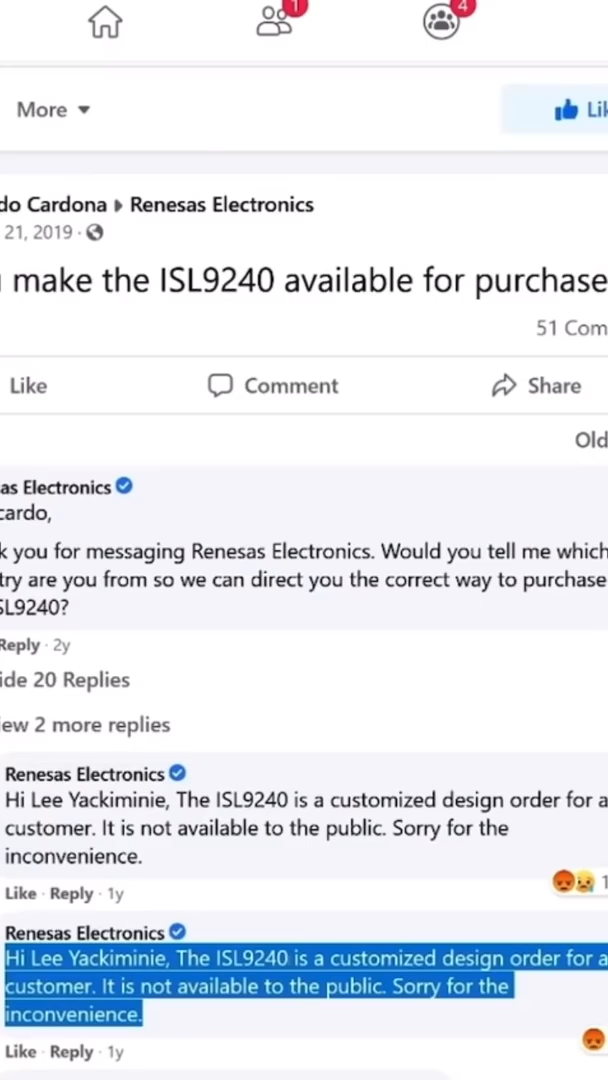 1
4
More
Lik
do Cardona Renesas Electronics
21, 2019 ·
make the ISL9240 available for purchase
51 Com
Like Comment Share
Old
as Electronics
cardo,
k you for messaging Renesas Electronics. Would you tell me which
try are you from so we can direct you the correct way to purchase
SL9240?
Reply · 2y
ide 20 Replies
iew 2 more replies
Renesas Electronics
Hi Lee Yackiminie, The ISL9240 is a customized design order for a
customer. It is not available to the public. Sorry for the
inconvenience.
Like · Reply · 1y
1
Renesas Electronics
Hi Lee Yackiminie, The ISL9240 is a customized design order for a
customer. It is not available to the public. Sorry for the
inconvenience.
Like · Reply · 1y